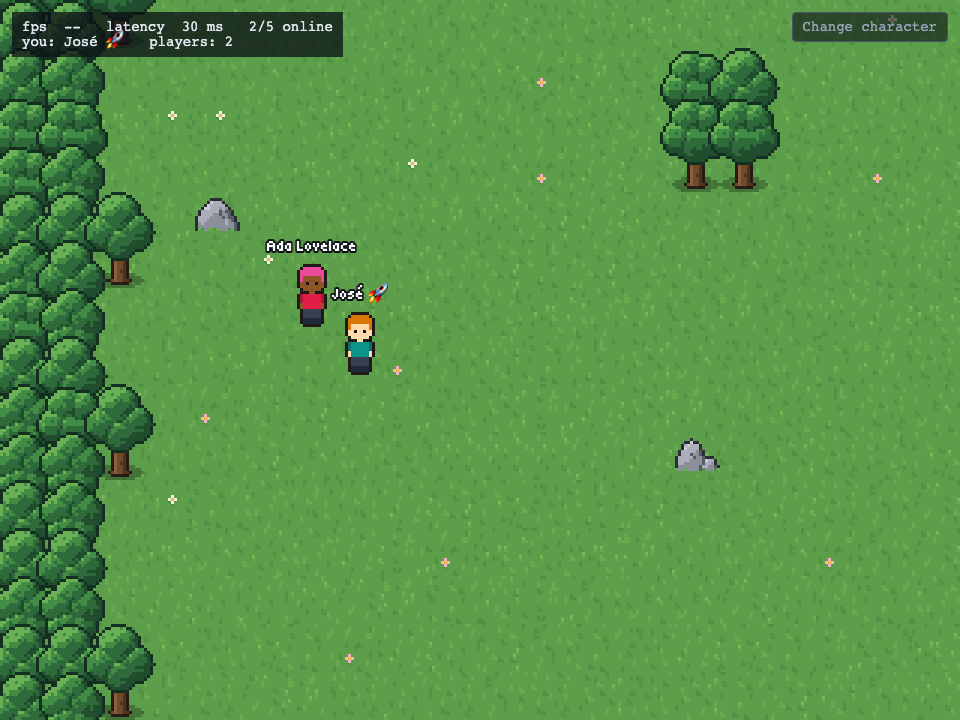 fps -- latency 30 ms 2/5 online
you: José 🚀 players: 2
Change character
Ada Lovelace
José 🚀